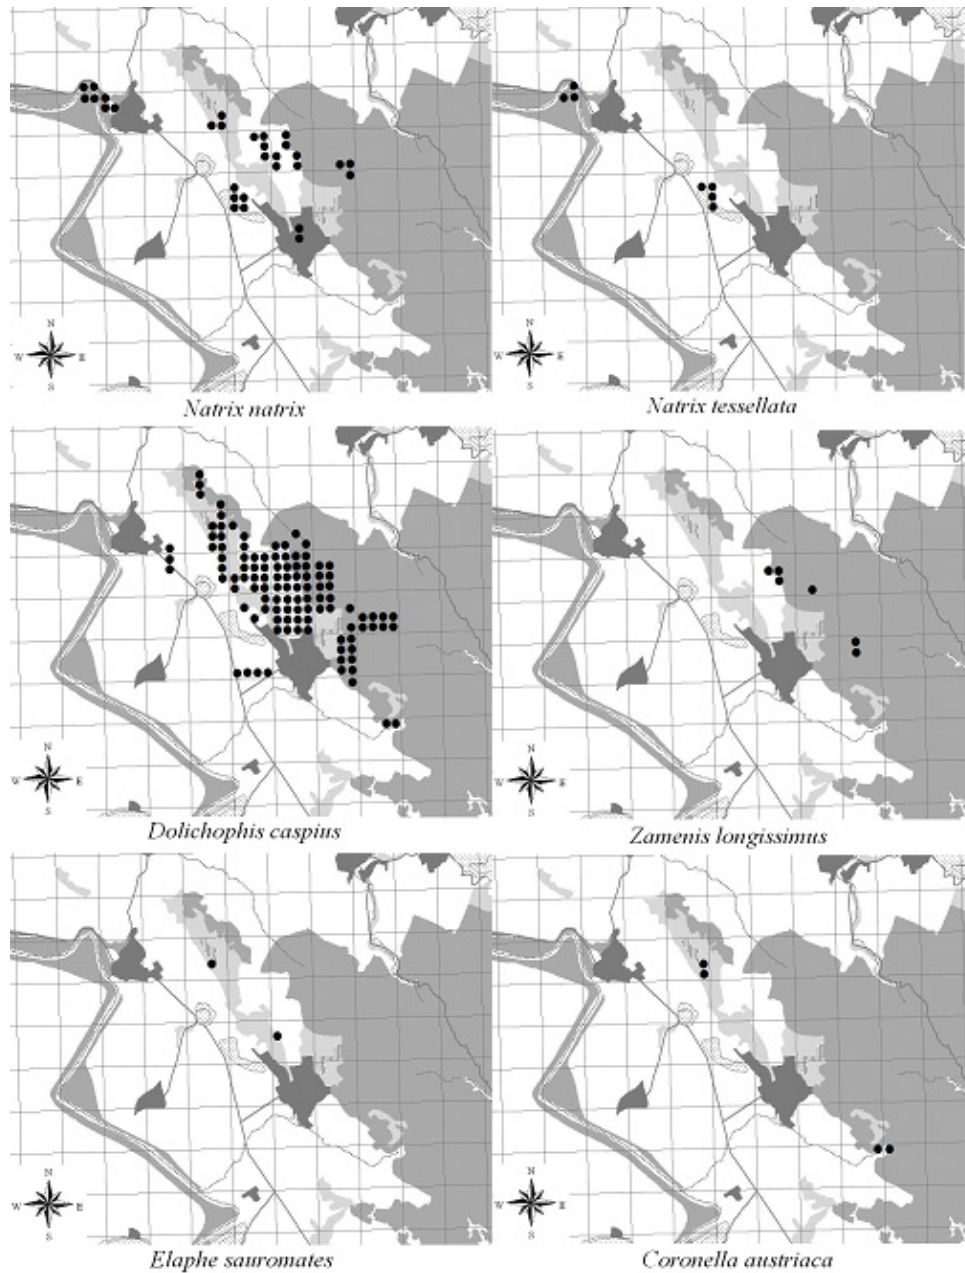 N
W E
S
Natrix natrix
N
W E
S
Natrix tessellata
N
W E
S
Dolichophis caspius
N
W E
S
Zamenis longissimus
N
W E
S
Elaphe sauromates
N
W E
S
Coronella austriaca